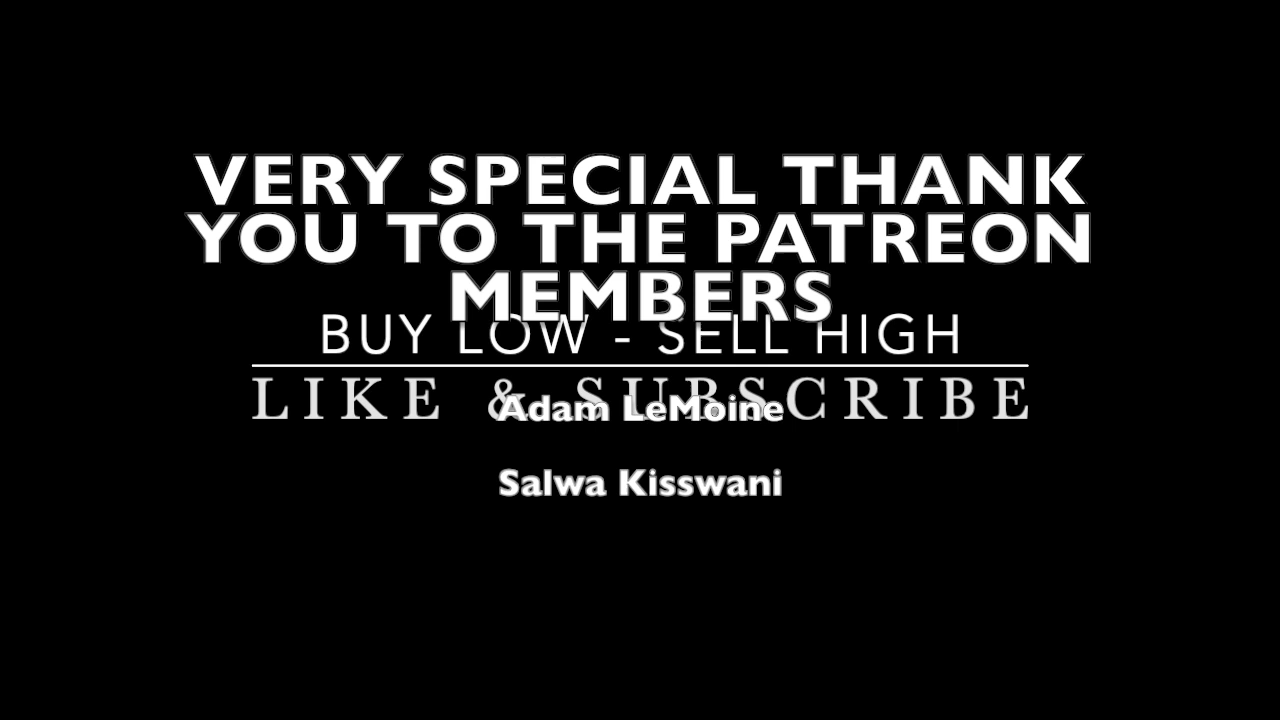 VERY SPECIAL THANK
YOU TO THE PATREON
MEMBERS
BUY LOW - SELL HIGH
LIKE & SUBSCRIBE
Adam LeMoine
Salwa Kisswani